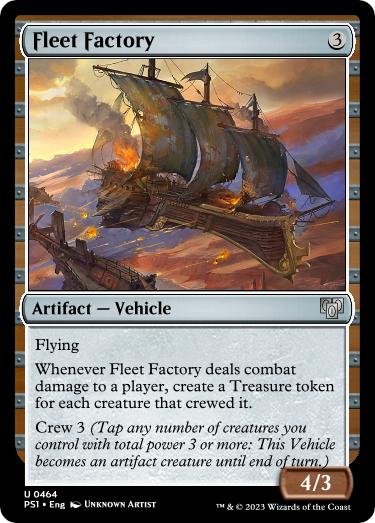 Fleet Factory 3
Artifact — Vehicle
Flying
Whenever Fleet Factory deals combat
damage to a player, create a Treasure token
for each creature that crewed it.
Crew 3 (Tap any number of creatures you
control with total power 3 or more: This Vehicle
becomes an artifact creature until end of turn.)
4/3
U 0464
PS1 • Eng Unknown Artist
™ & © 2023 Wizards of the Coast